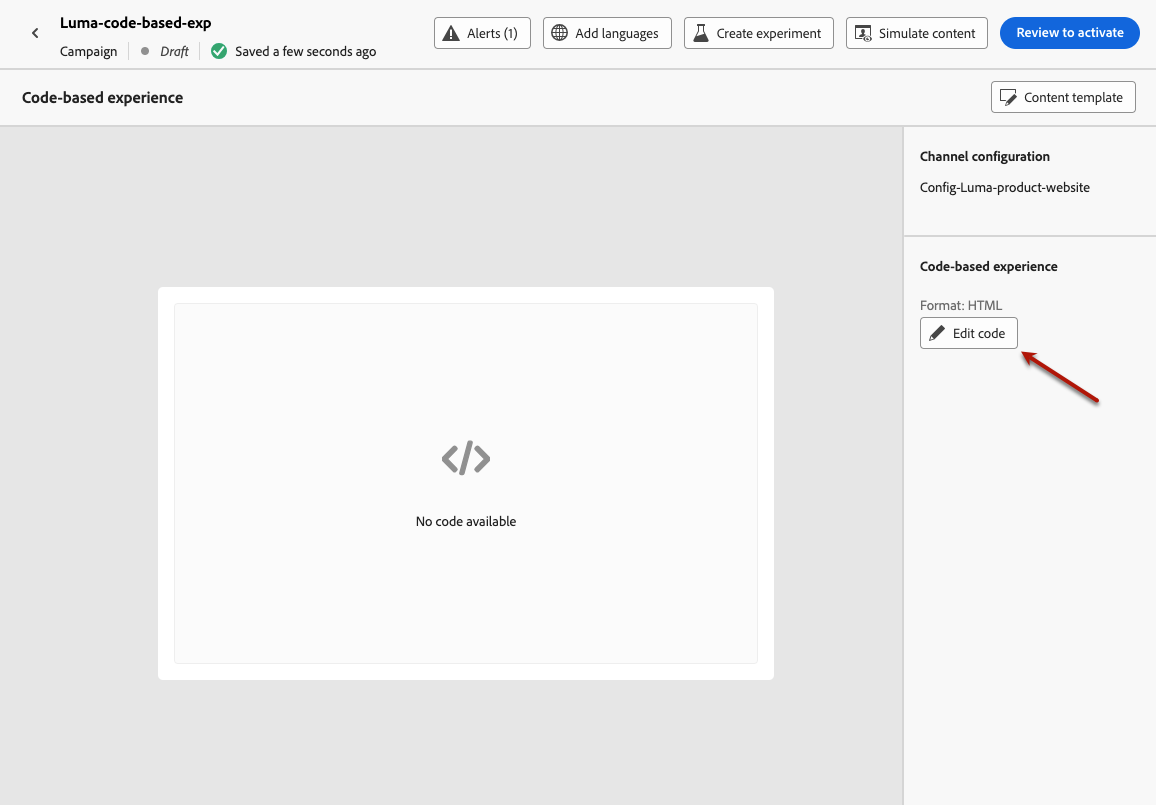 Luma-code-based-exp
Campaign Draft Saved a few seconds ago
Alerts (1) Add languages Create experiment Simulate content Review to activate
Code-based experience Content template
Channel configuration
Config-Luma-product-website
Code-based experience
Format: HTML
Edit code
No code available